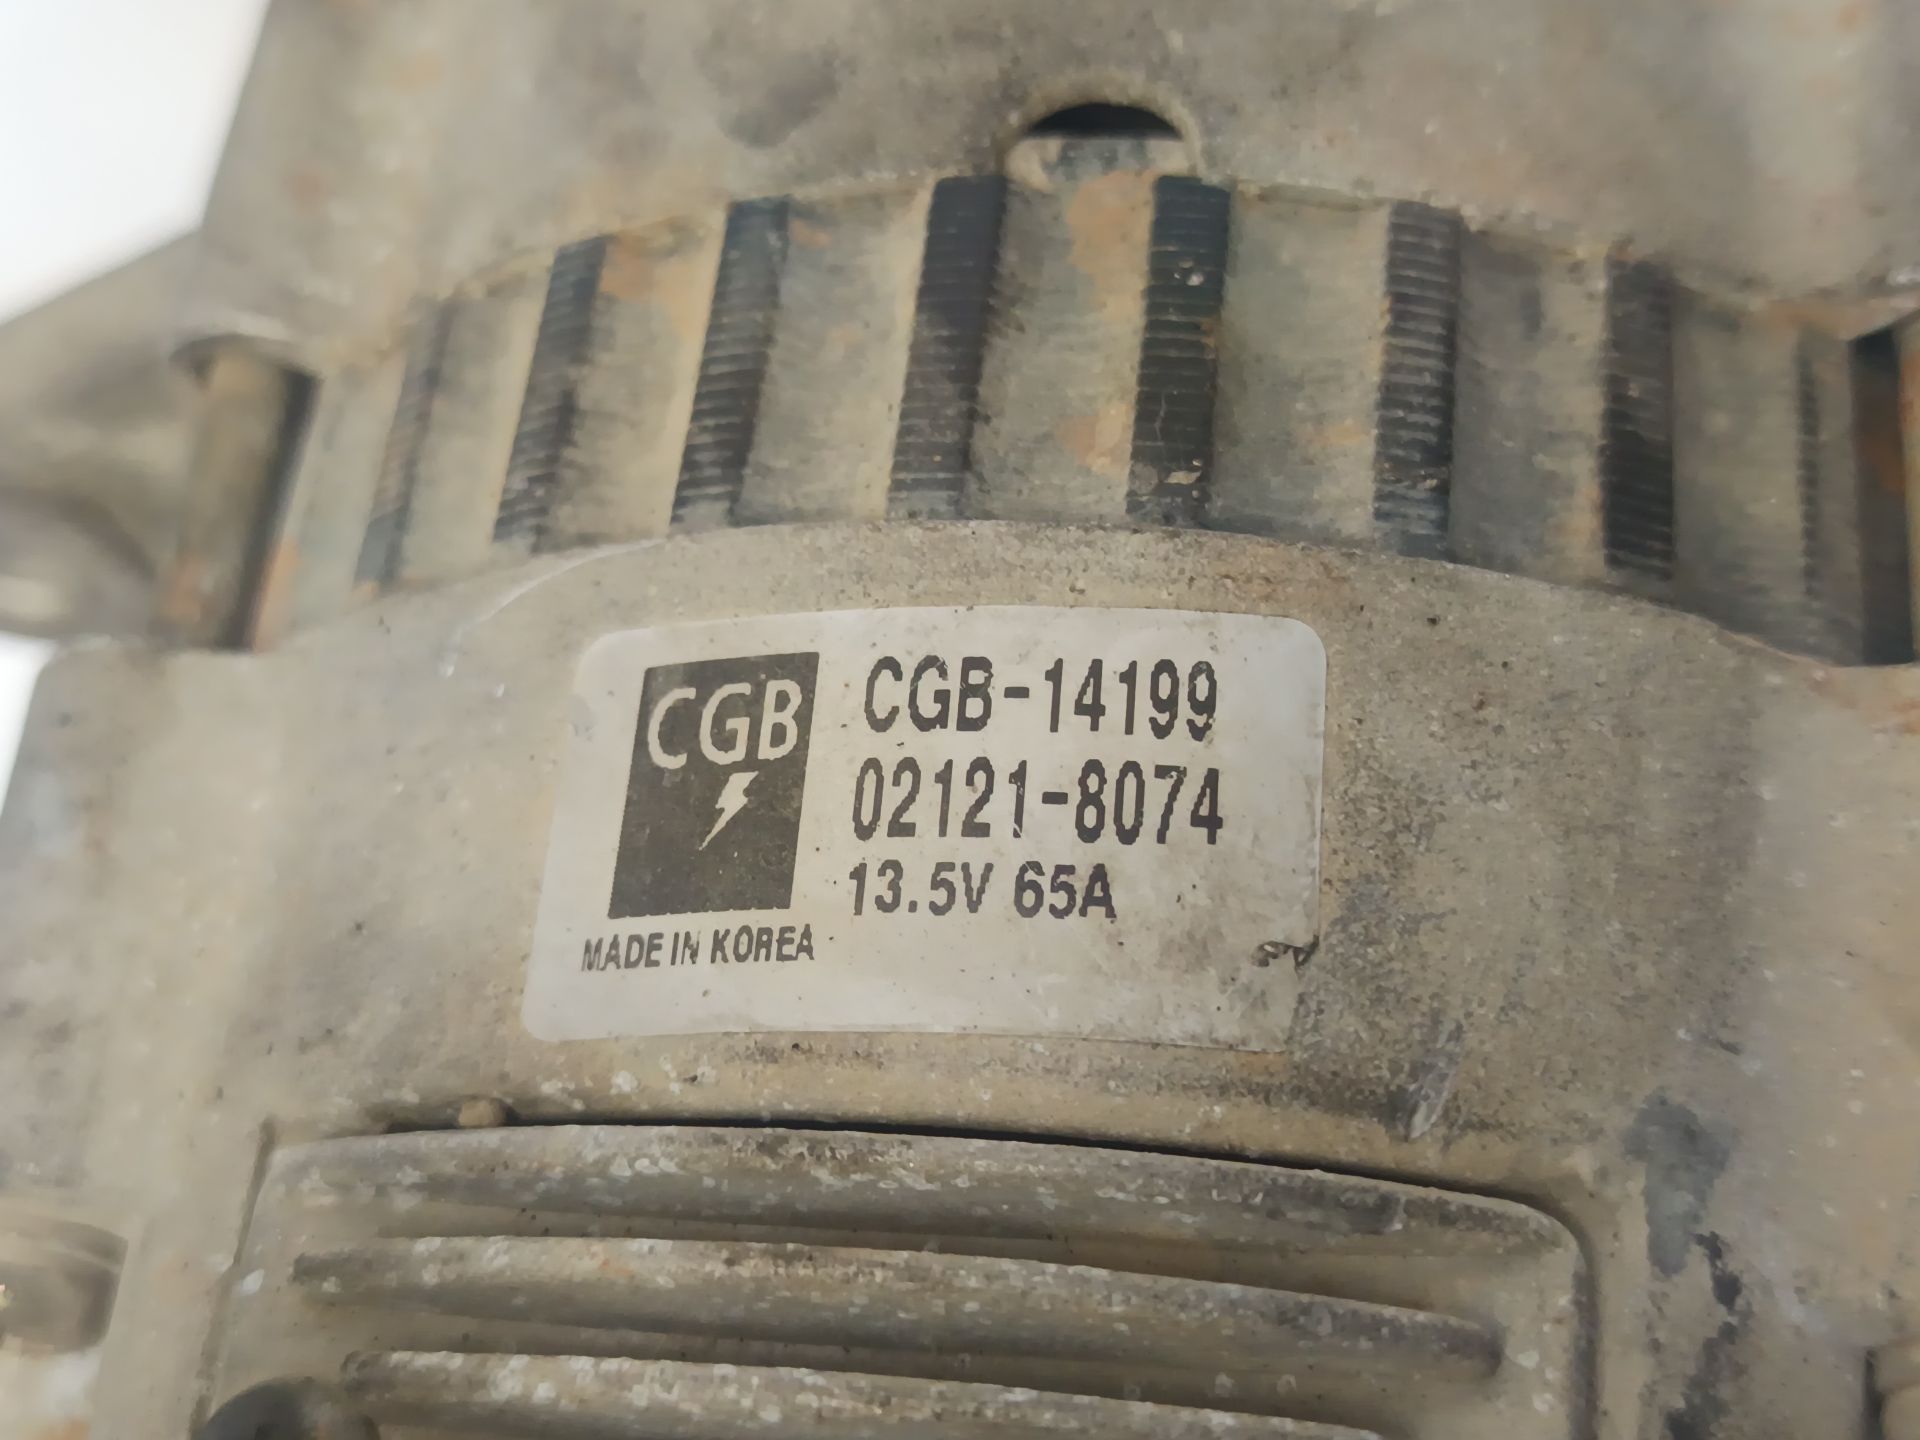 CGB
CGB-14199
02121-8074
13.5V 65A
MADE IN KOREA